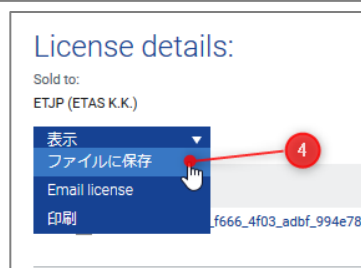 License details:
Sold to:
ETJP (ETAS K.K.)
表示
ファイルに保存
4
Email license
印刷
_f666_4f03_adbf_994e78